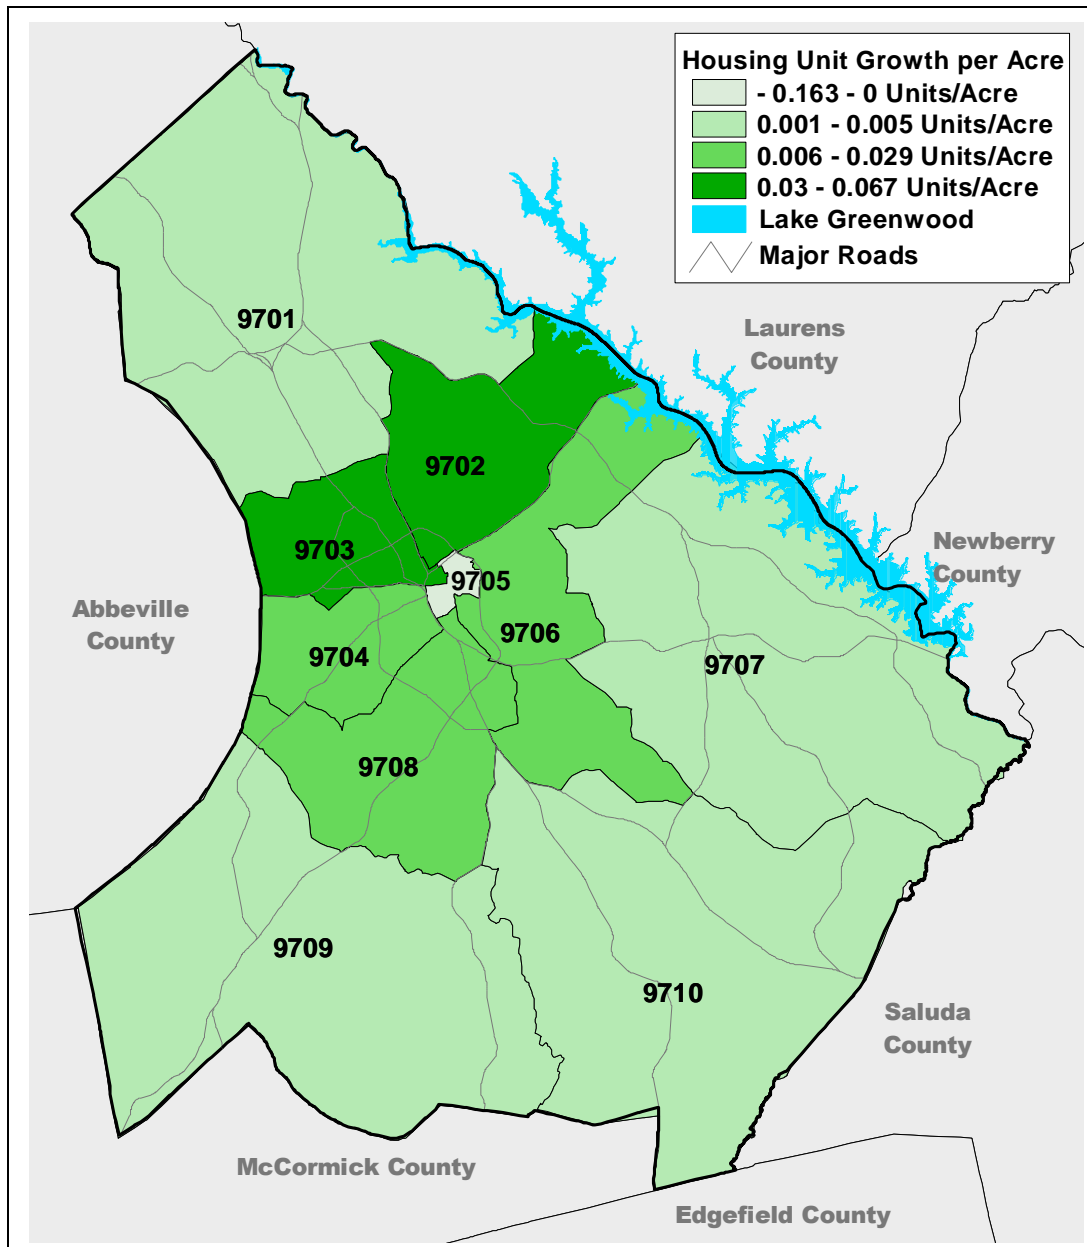 Housing Unit Growth per Acre
- 0.163 - 0 Units/Acre
0.001 - 0.005 Units/Acre
0.006 - 0.029 Units/Acre
0.03 - 0.067 Units/Acre
Lake Greenwood
Major Roads
9701
Laurens
County
9702
9703
Newberry
County
9705
Abbeville
County
9706
9704
9707
9708
9709
9710
Saluda
County
McCormick County
Edgefield County